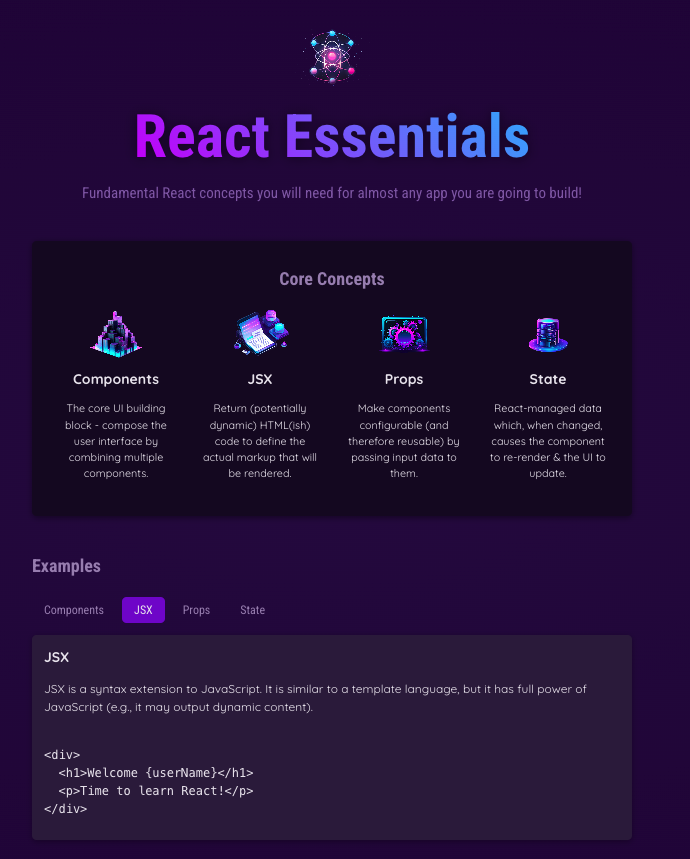 React Essentials
Fundamental React concepts you will need for almost any app you are going to build!
Core Concepts
Components
The core UI building
block - compose the
user interface by
combining multiple
components.
JSX
Return (potentially
dynamic) HTML(ish)
code to define the
actual markup that will
be rendered.
Props
Make components
configurable (and
therefore reusable) by
passing input data to
them.
State
React-managed data
which, when changed,
causes the component
to re-render & the UI to
update.
Examples
Components JSX Props State
JSX
JSX is a syntax extension to JavaScript. It is similar to a template language, but it has full power of
JavaScript (e.g., it may output dynamic content).
<div>
  <h1>Welcome {userName}</h1>
  <p>Time to learn React!</p>
</div>